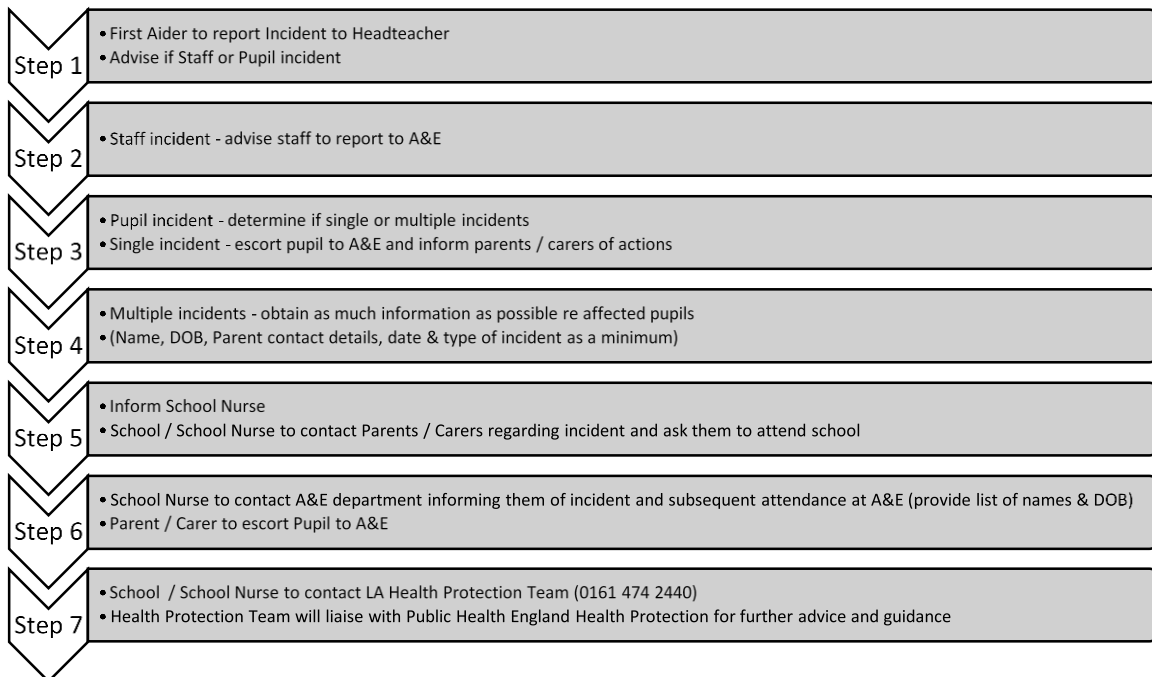 Step 1
• First Aider to report Incident to Headteacher
• Advise if Staff or Pupil incident
Step 2
• Staff incident - advise staff to report to A&E
Step 3
• Pupil incident - determine if single or multiple incidents
• Single incident - escort pupil to A&E and inform parents / carers of actions
Step 4
• Multiple incidents - obtain as much information as possible re affected pupils
• (Name, DOB, Parent contact details, date & type of incident as a minimum)
Step 5
• Inform School Nurse
• School / School Nurse to contact Parents / Carers regarding incident and ask them to attend school
Step 6
• School Nurse to contact A&E department informing them of incident and subsequent attendance at A&E (provide list of names & DOB)
• Parent / Carer to escort Pupil to A&E
Step 7
• School / School Nurse to contact LA Health Protection Team (0161 474 2440)
• Health Protection Team will liaise with Public Health England Health Protection for further advice and guidance